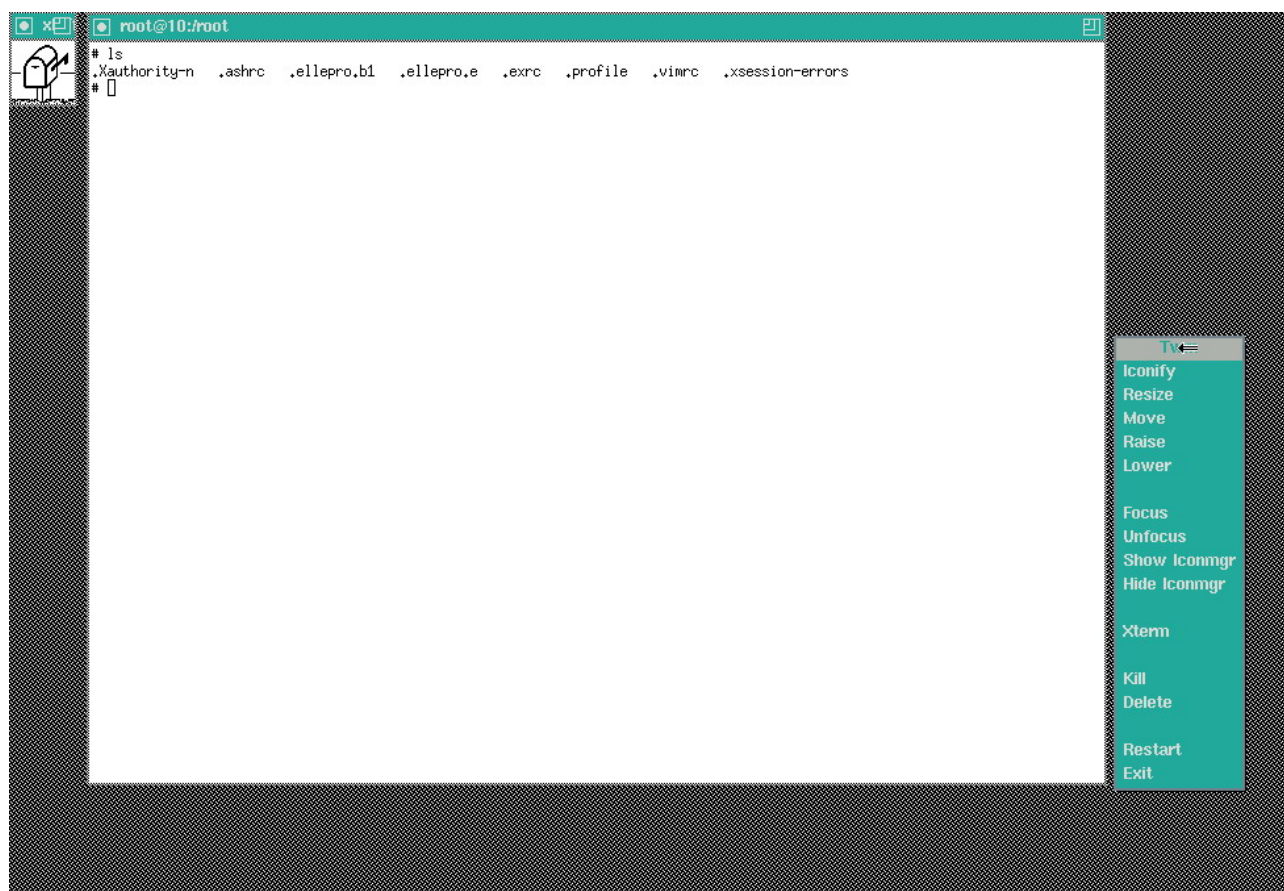 root@10:/root
# ls
.Xauthority-n .ashrc .ellepro.b1 .ellepro.e .exrc .profile .vimrc .xsession-errors
#
Iconify
Resize
Move
Raise
Lower
Focus
Unfocus
Show Iconmgr
Hide Iconmgr
Xterm
Kill
Delete
Restart
Exit